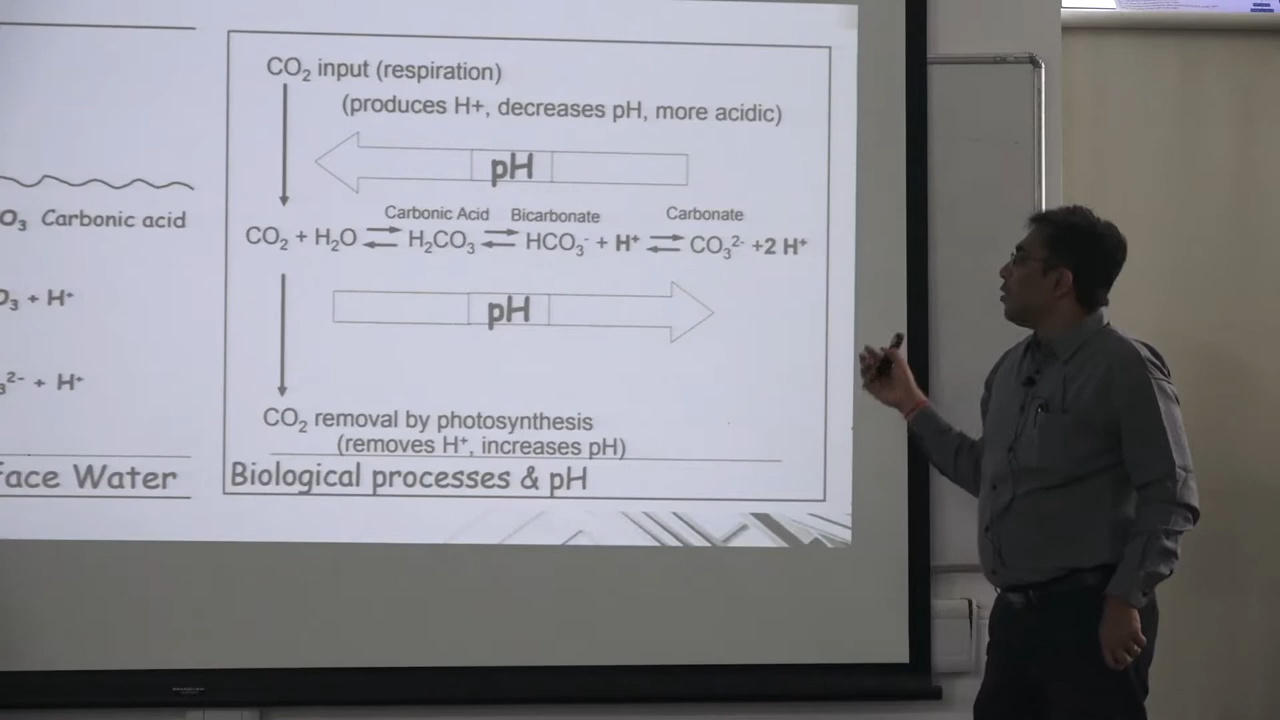 O₃ Carbonic acid
O₃ + H⁺
₃²⁻ + H⁺
Face Water
CO₂ input (respiration)
(produces H+, decreases pH, more acidic)
pH
Carbonic Acid Bicarbonate Carbonate
CO₂ + H₂O ⇌ H₂CO₃ ⇌ HCO₃⁻ + H⁺ ⇌ CO₃²⁻ +2 H⁺
pH
CO₂ removal by photosynthesis
(removes H⁺, increases pH)
Biological processes & pH